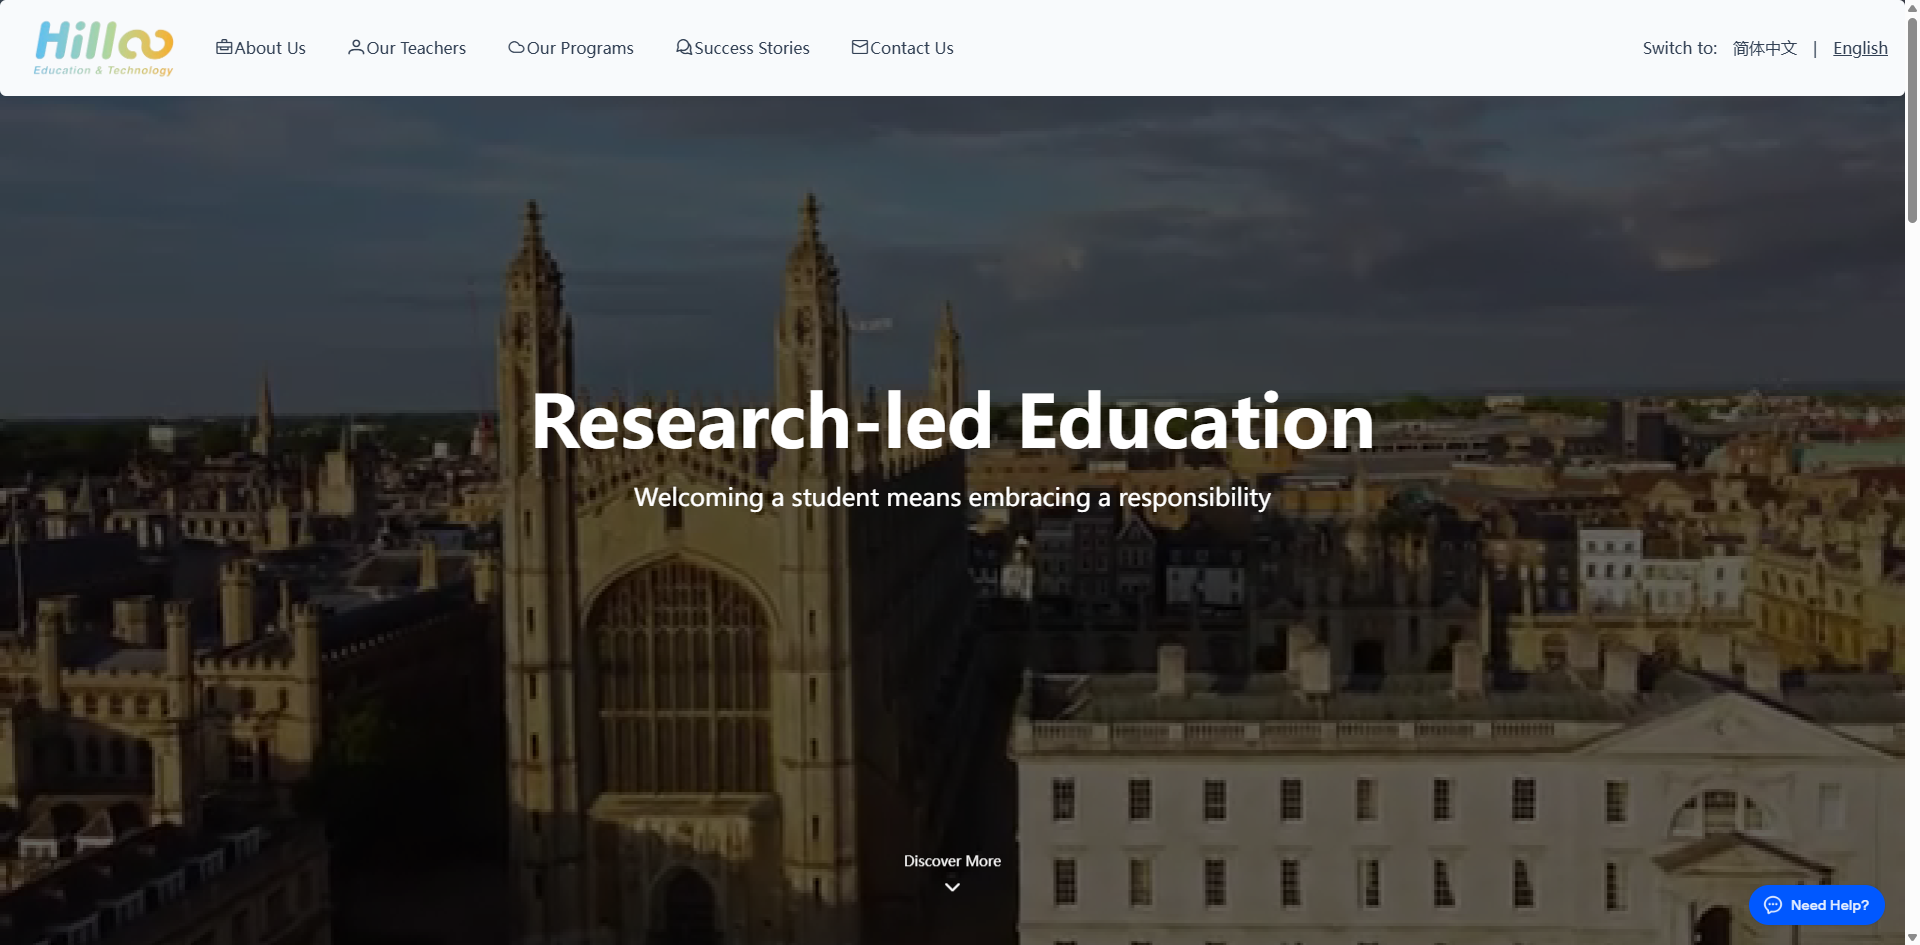 Hilloo
Education & Technology
About Us
Our Teachers
Our Programs
Success Stories
Contact Us
Switch to: 简体中文 | English
Research-led Education
Welcoming a student means embracing a responsibility
Discover More
Need Help?